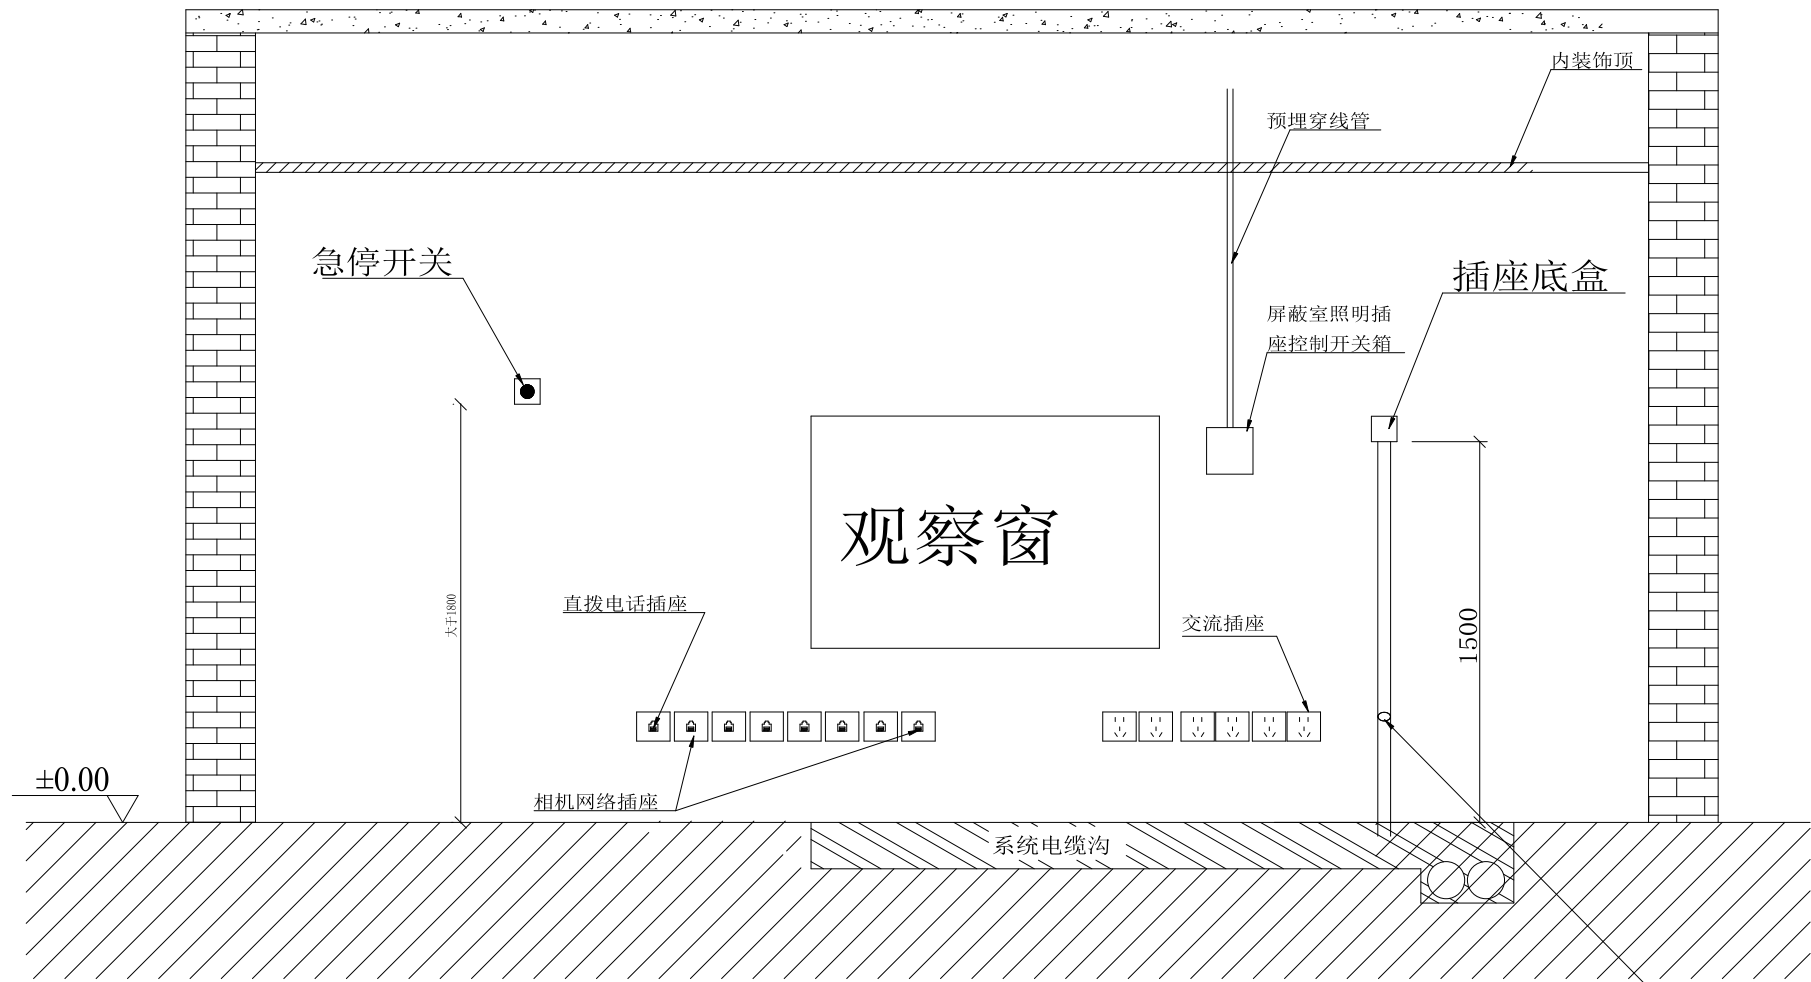 内装饰顶
预埋穿线管
急停开关
插座底盒
屏蔽室照明插
座控制开关箱
观察窗
大于1800
直拨电话插座
交流插座
1500
±0.00
相机网络插座
系统电缆沟